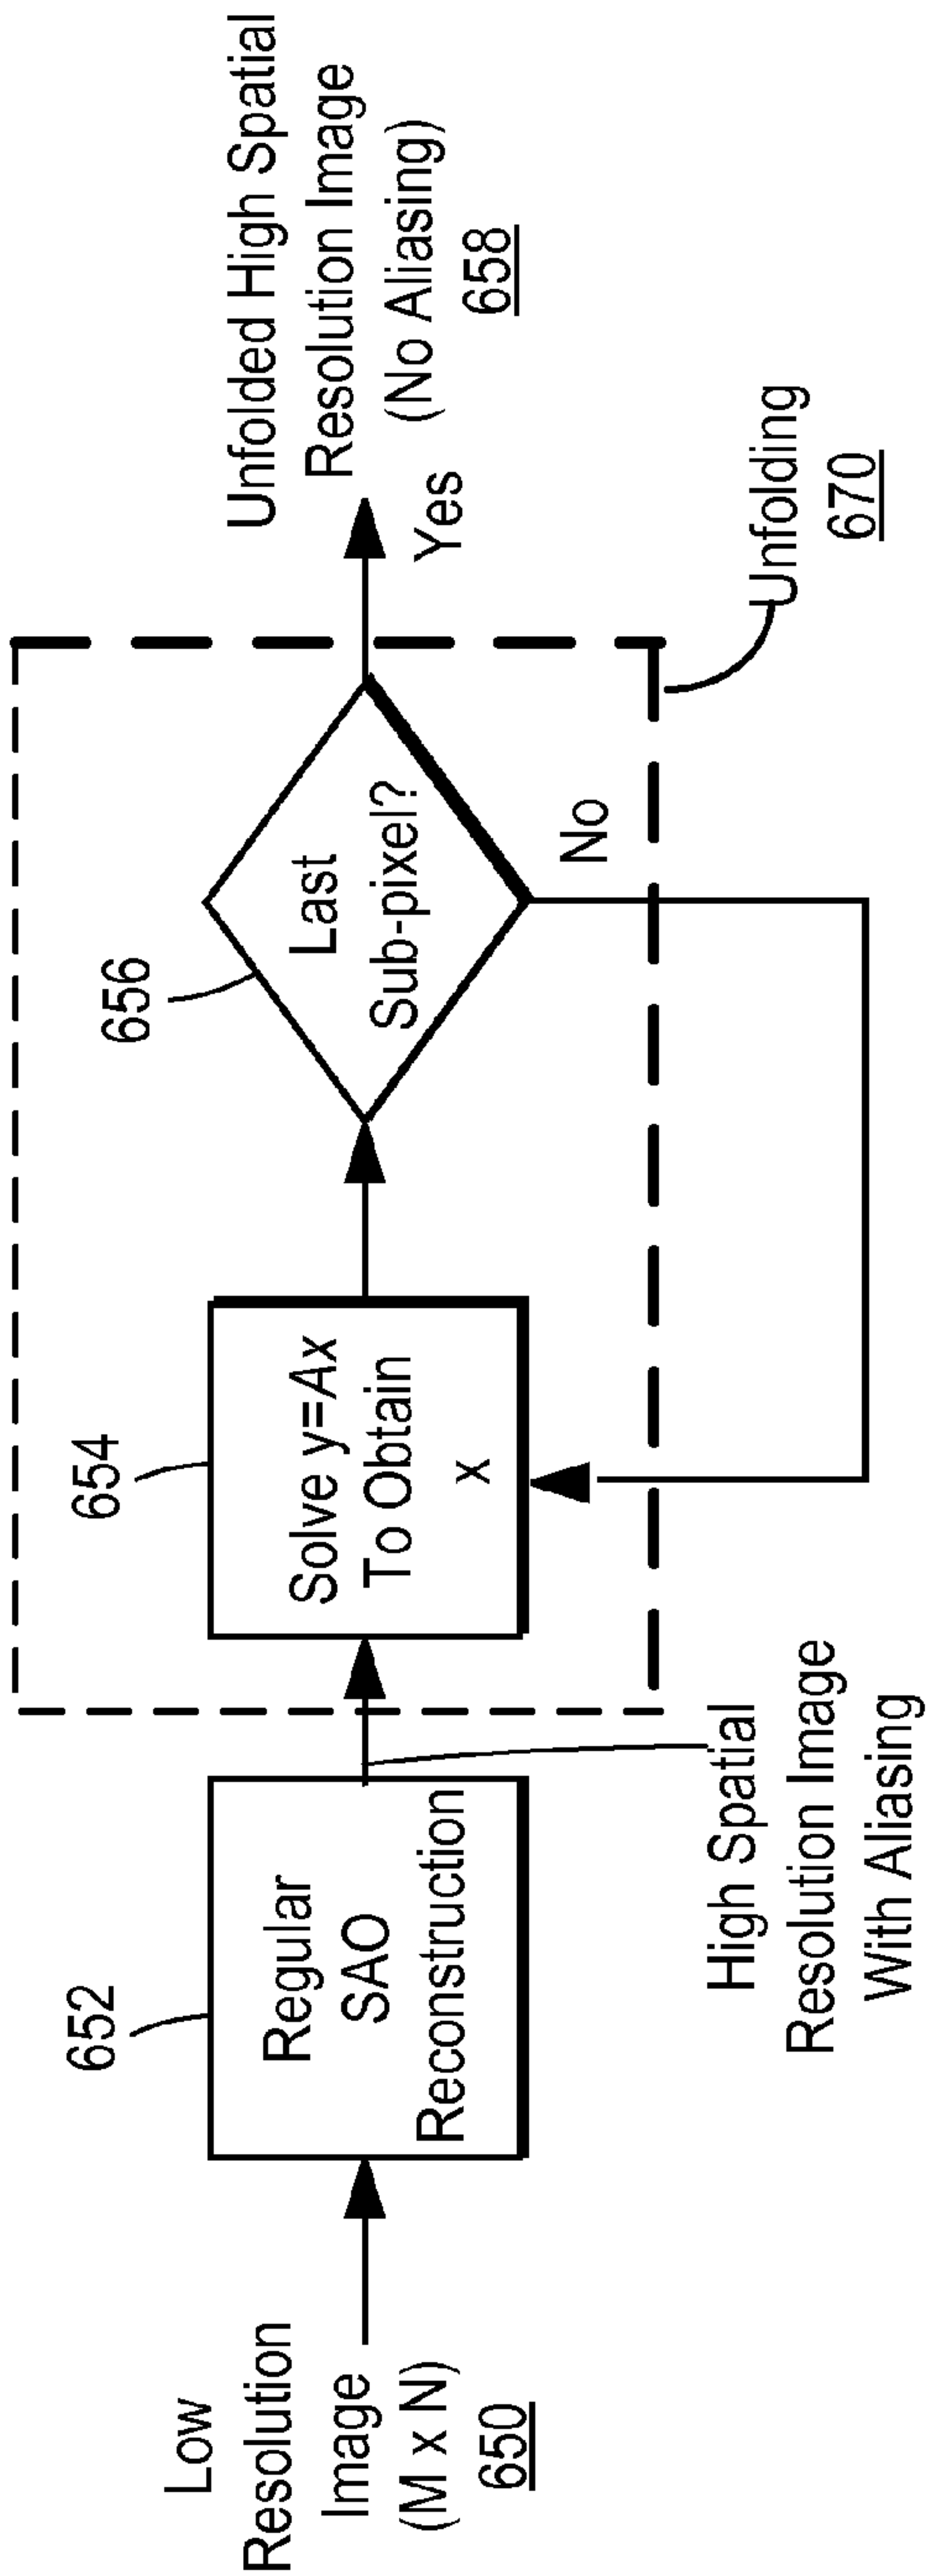 Low
Resolution
Image
(M x N)
650
652
Regular
SAO
Reconstruction
High Spatial
Resolution Image
With Aliasing
654
Solve y=Ax
To Obtain
x
656
Last
Sub-pixel?
No
Yes
Unfolded High Spatial
Resolution Image
(No Aliasing)
658
Unfolding
670